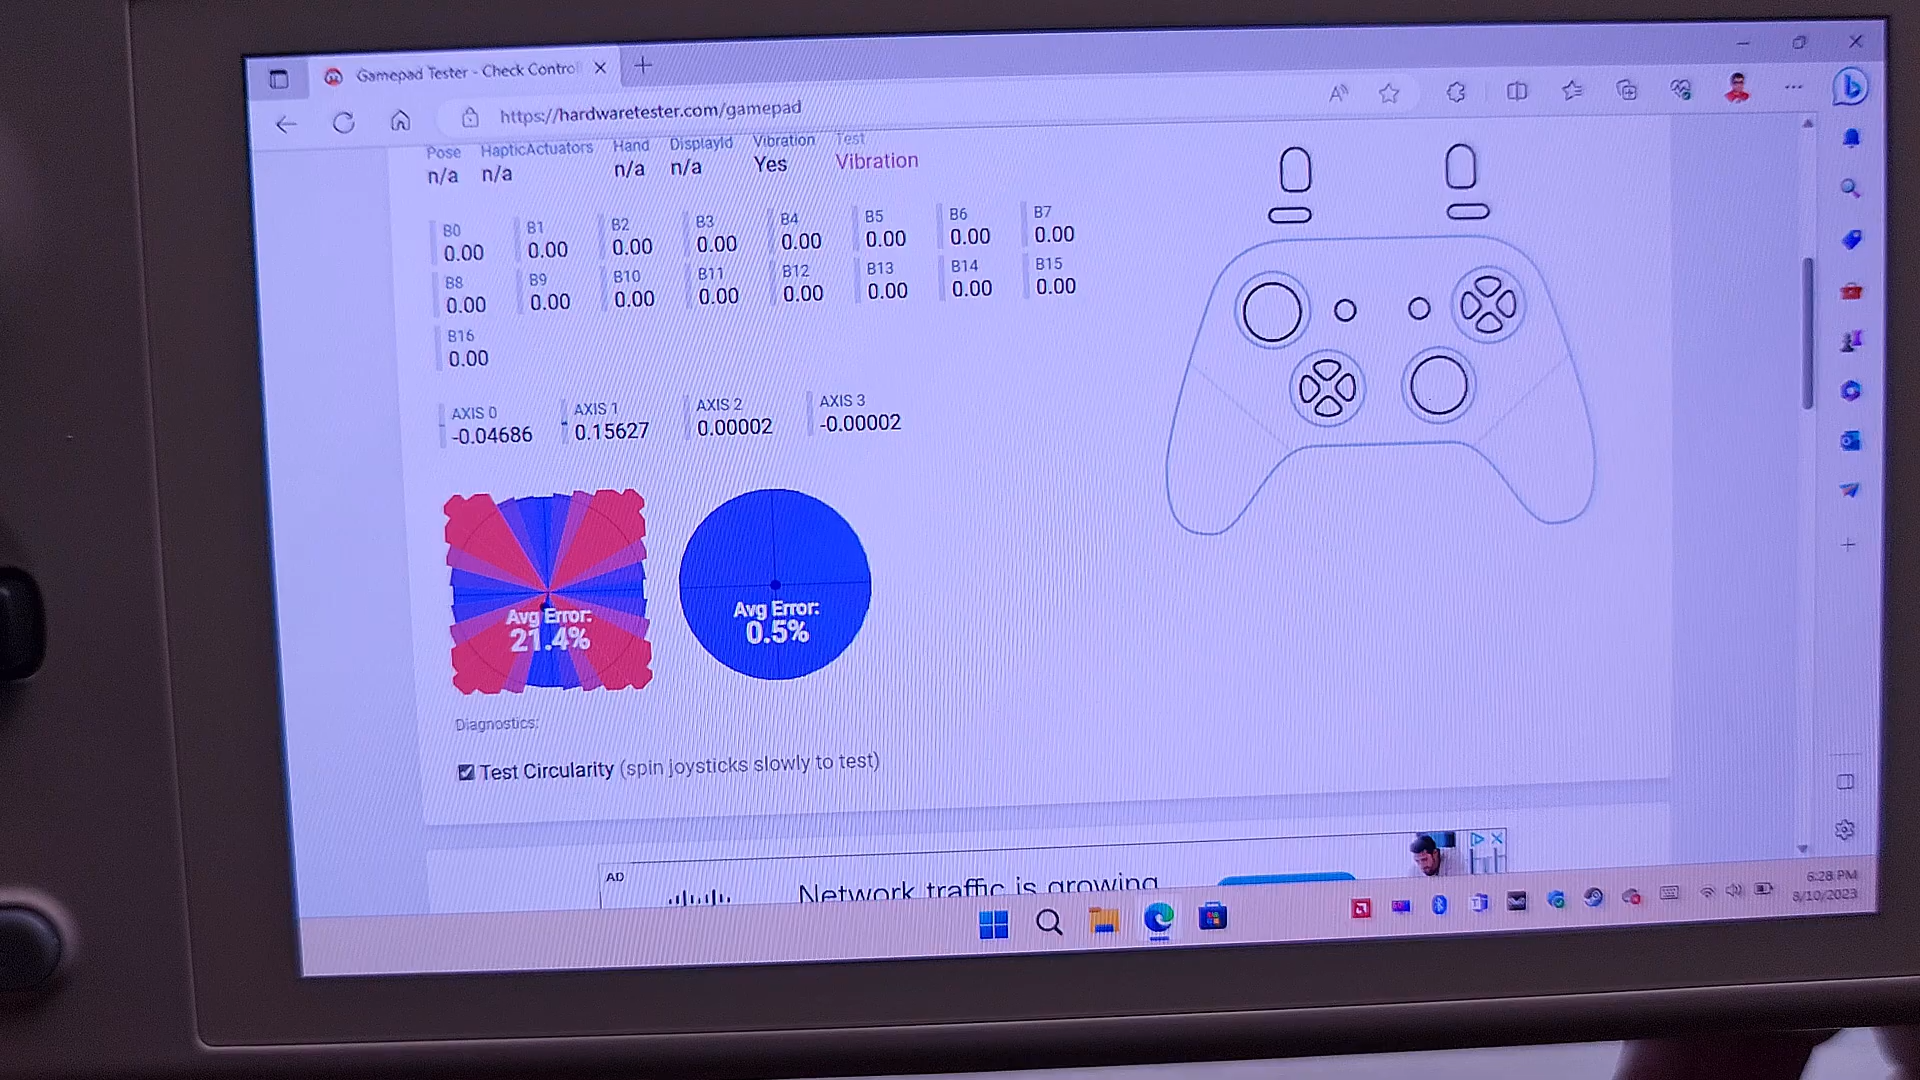 Gamepad Tester - Check Control
https://hardwaretester.com/gamepad
Pose HapticActuators Hand DisplayId Vibration Test
n/a n/a n/a n/a Yes Vibration
B0 B1 B2 B3 B4 B5 B6 B7
0.00 0.00 0.00 0.00 0.00 0.00 0.00 0.00
B8 B9 B10 B11 B12 B13 B14 B15
0.00 0.00 0.00 0.00 0.00 0.00 0.00 0.00
B16
0.00
AXIS 0 AXIS 1 AXIS 2 AXIS 3
-0.04686 0.15627 0.00002 -0.00002
Avg Error: Avg Error:
21.4% 0.5%
Diagnostics:
Test Circularity (spin joysticks slowly to test)
AD
Network traffic is growing
6:28 PM
8/10/2023